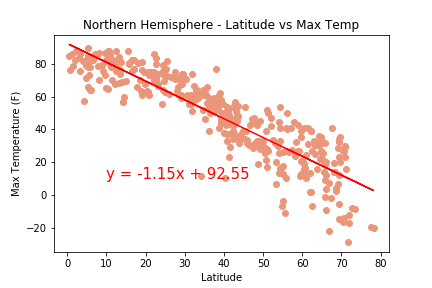 Northern Hemisphere - Latitude vs Max Temp
Max Temperature (F)
80
60
40
20
0
−20
y = -1.15x + 92.55
0 10 20 30 40 50 60 70 80
Latitude